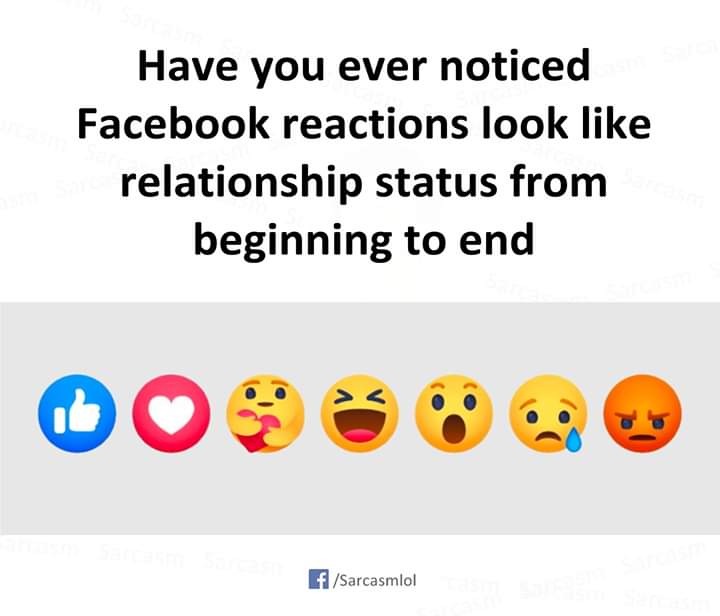 Have you ever noticed
Facebook reactions look like
relationship status from
beginning to end
f /Sarcasmlol